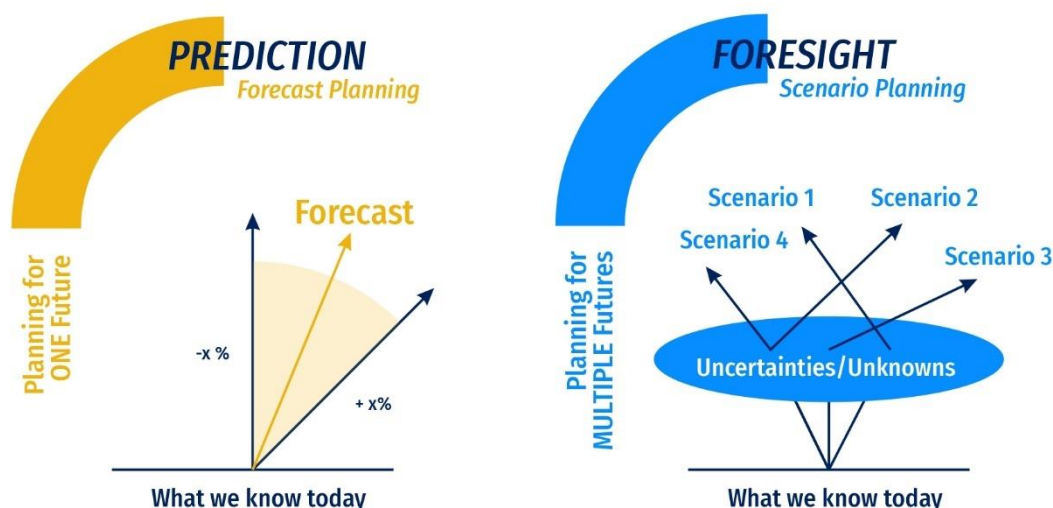 PREDICTION
Forecast Planning
Planning for
ONE Future
Forecast
-x %
+ x%
What we know today
FORESIGHT
Scenario Planning
Planning for
MULTIPLE Futures
Scenario 1
Scenario 2
Scenario 4
Scenario 3
Uncertainties/Unknowns
What we know today